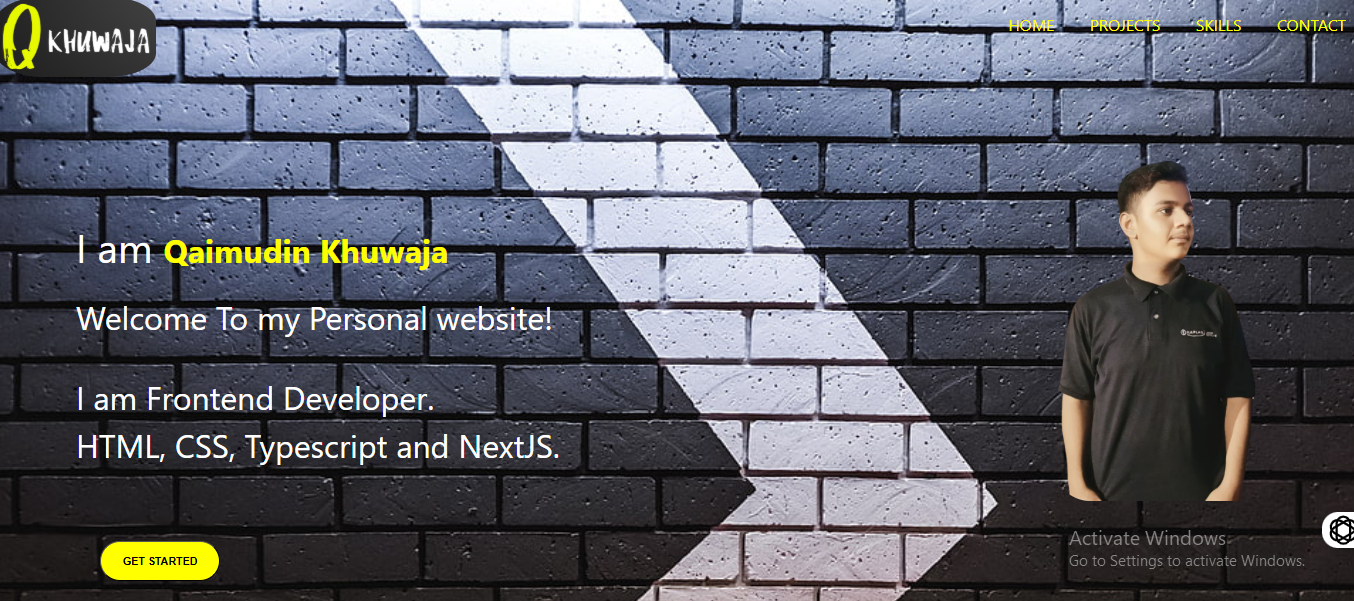 Q KHUWAJA
HOME PROJECTS SKILLS CONTACT
I am Qaimudin Khuwaja
Welcome To my Personal website!
I am Frontend Developer.
HTML, CSS, Typescript and NextJS.
GET STARTED
Activate Windows
Go to Settings to activate Windows.